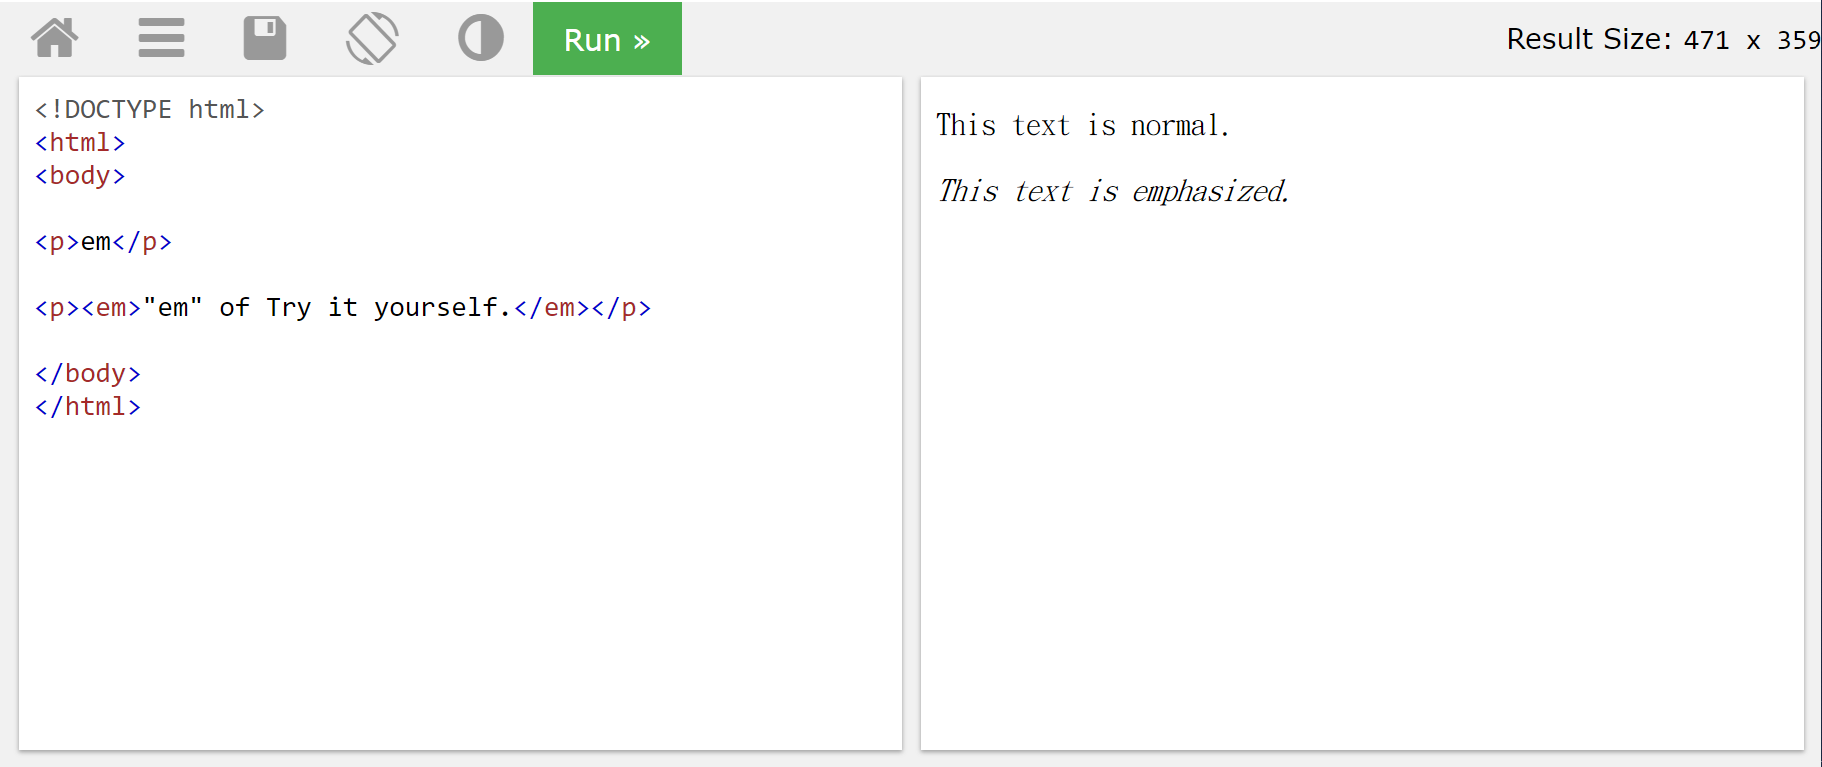 Run »
Result Size: 471 x 359
<!DOCTYPE html>
<html>
<body>
<p>em</p>
<p><em>"em" of Try it yourself.</em></p>
</body>
</html>
This text is normal.
This text is emphasized.